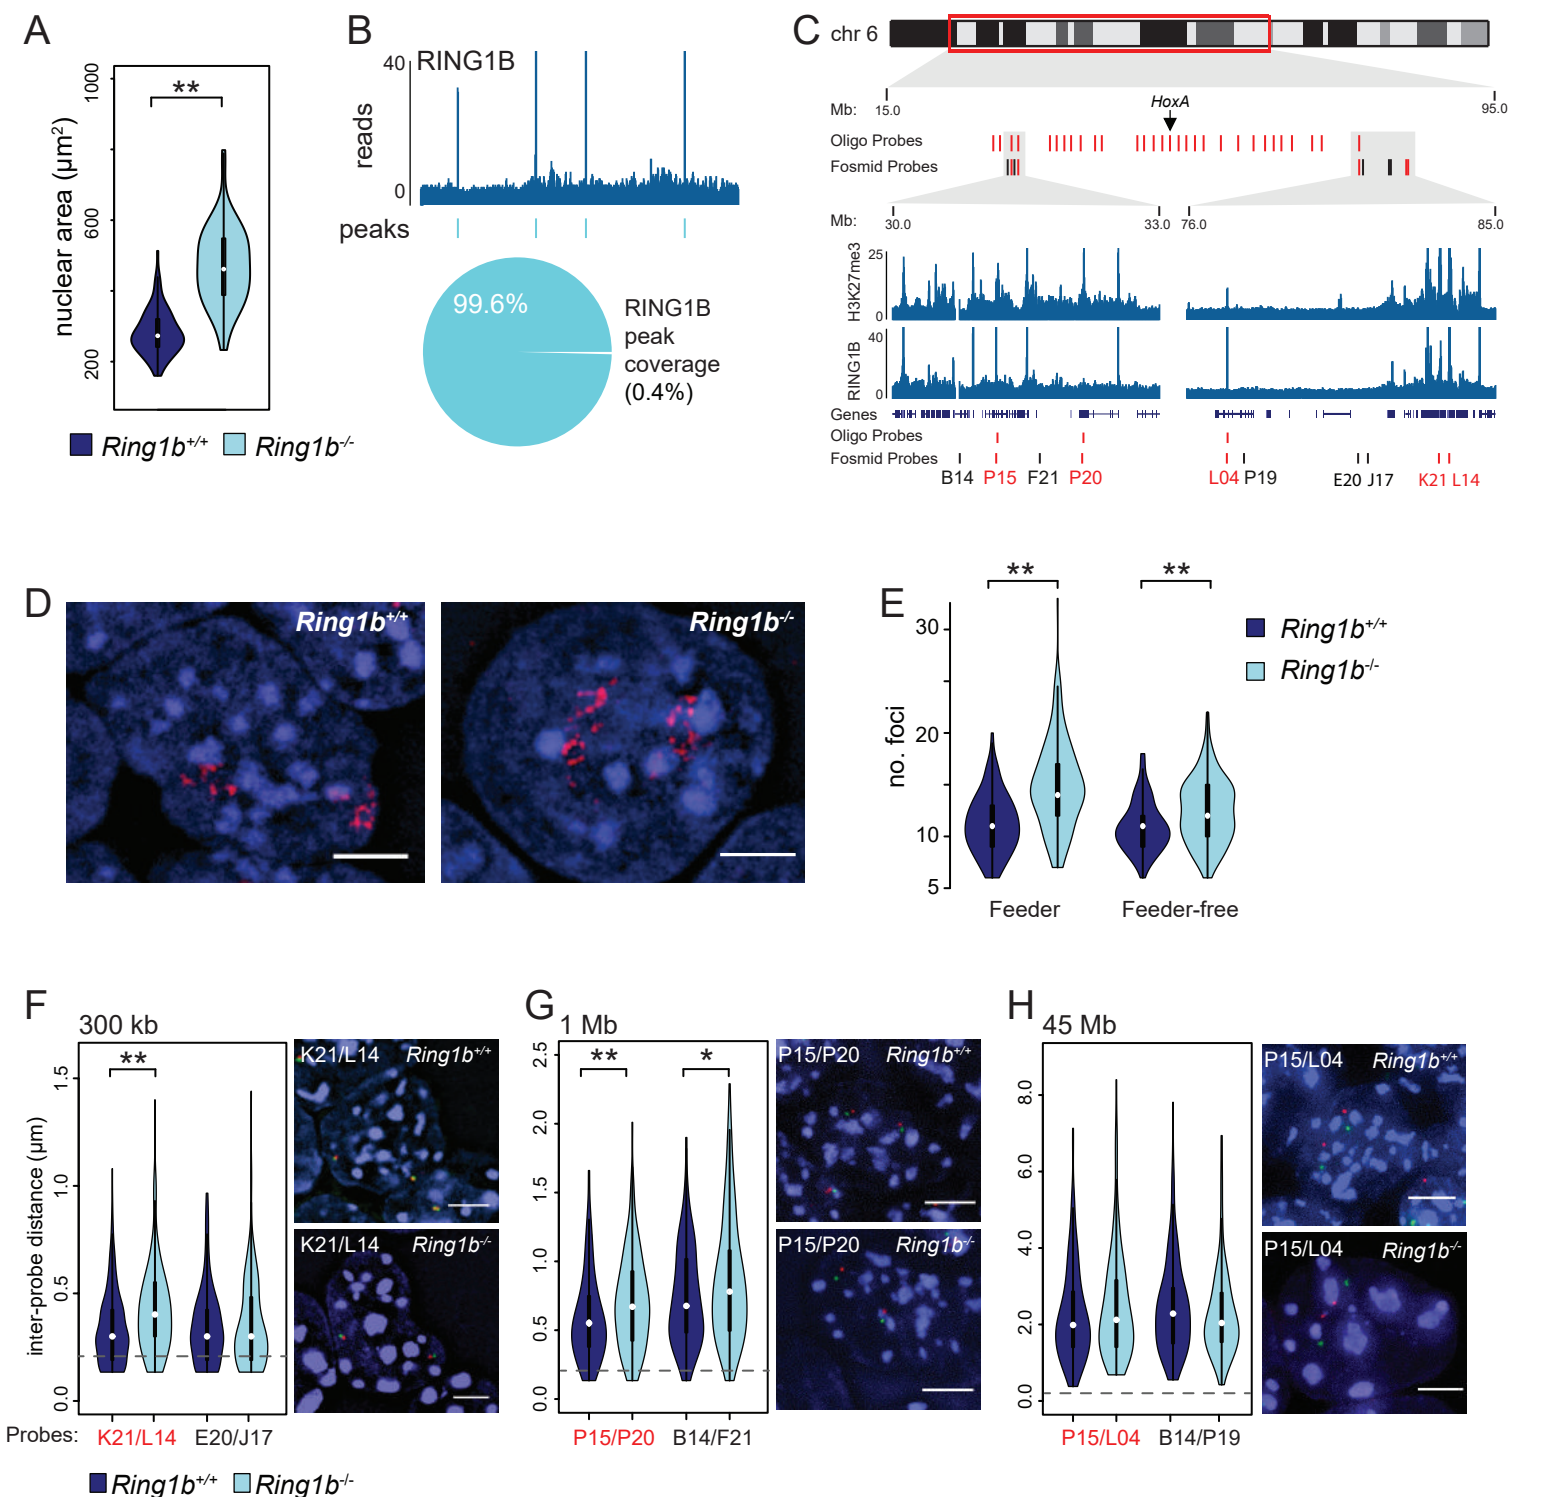 A
nuclear area (µm²)
1000
600
200
**
Ring1b+/+ Ring1b-/-
B
RING1B
reads
40
0
peaks
99.6%
RING1B
peak
coverage
(0.4%)
C
chr 6
Mb: 15.0 95.0
HoxA
Oligo Probes
Fosmid Probes
Mb: 30.0 33.0 76.0 85.0
H3K27me3
25
0
RING1B
40
0
Genes
Oligo Probes
Fosmid Probes
B14 P15 F21 P20 L04 P19 E20 J17 K21 L14
D
Ring1b+/+
Ring1b-/-
E
no. foci
30
20
10
5
** **
Feeder Feeder-free
Ring1b+/+
Ring1b-/-
F
300 kb
inter-probe distance (µm)
1.5
1.0
0.5
0.0
**
Probes: K21/L14 E20/J17
K21/L14 Ring1b+/+
K21/L14 Ring1b-/-
Ring1b+/+ Ring1b-/-
G
1 Mb
2.5
2.0
1.5
1.0
0.5
0.0
** *
P15/P20 B14/F21
P15/P20 Ring1b+/+
P15/P20 Ring1b-/-
H
45 Mb
8.0
6.0
4.0
2.0
0.0
P15/L04 B14/P19
P15/L04 Ring1b+/+
P15/L04 Ring1b-/-